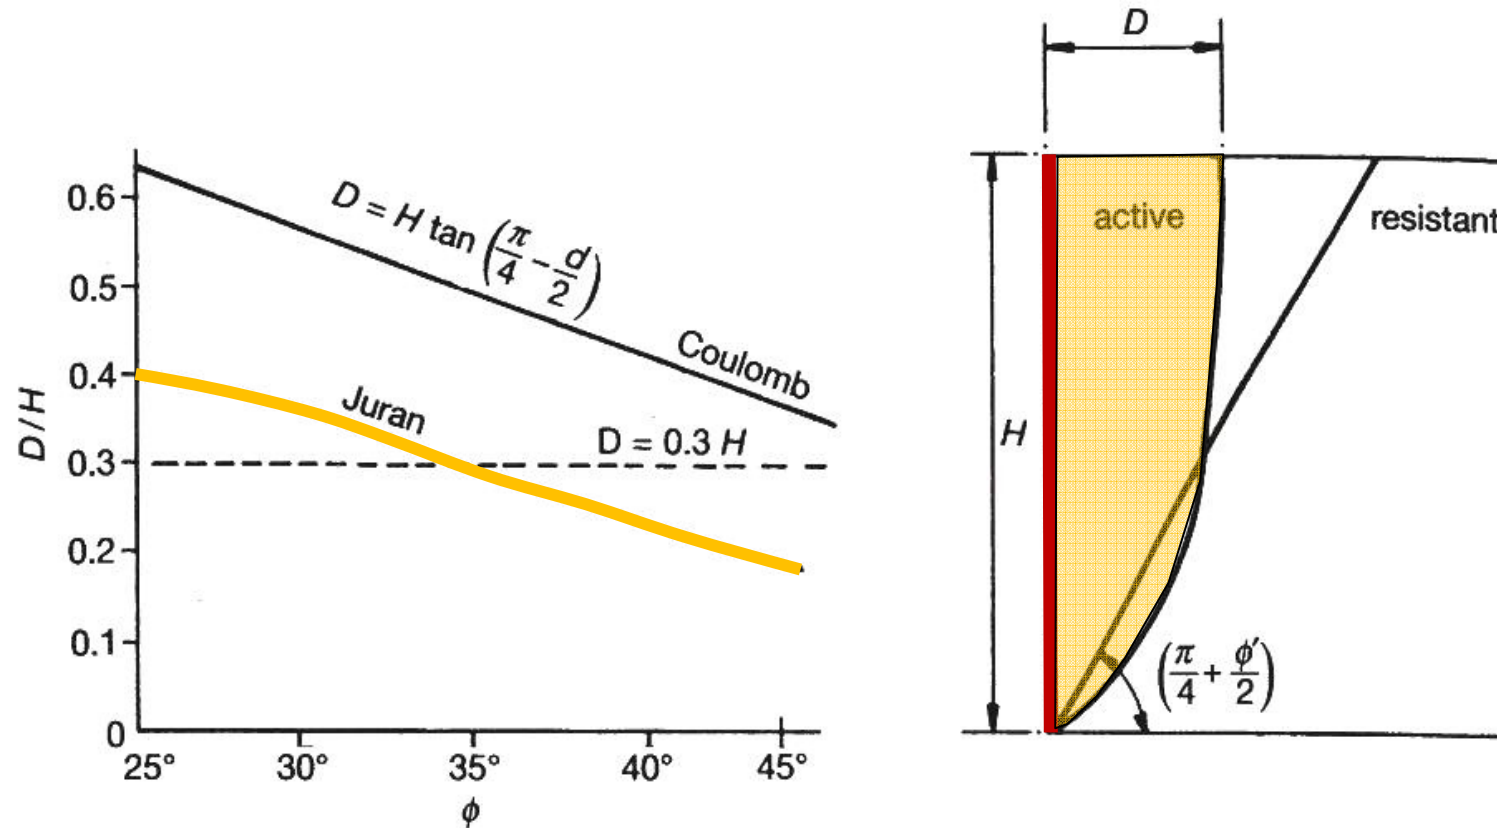 D/H
0.6
0.5
0.4
0.3
0.2
0.1
0
25°
30°
35°
40°
45°
ϕ
D = H tan (π/4 − d/2)
Coulomb
Juran
D = 0.3 H
D
H
active
resistant
(π/4 + ϕ′/2)